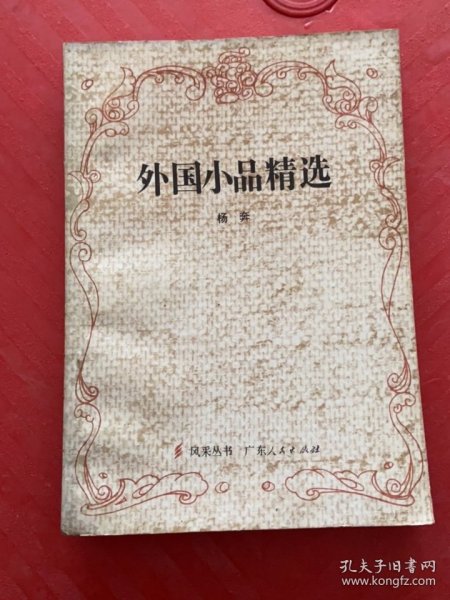 外国小品精选
杨奔
风采丛书 广东人民出版社
孔夫子旧书网
www.kongfz.com